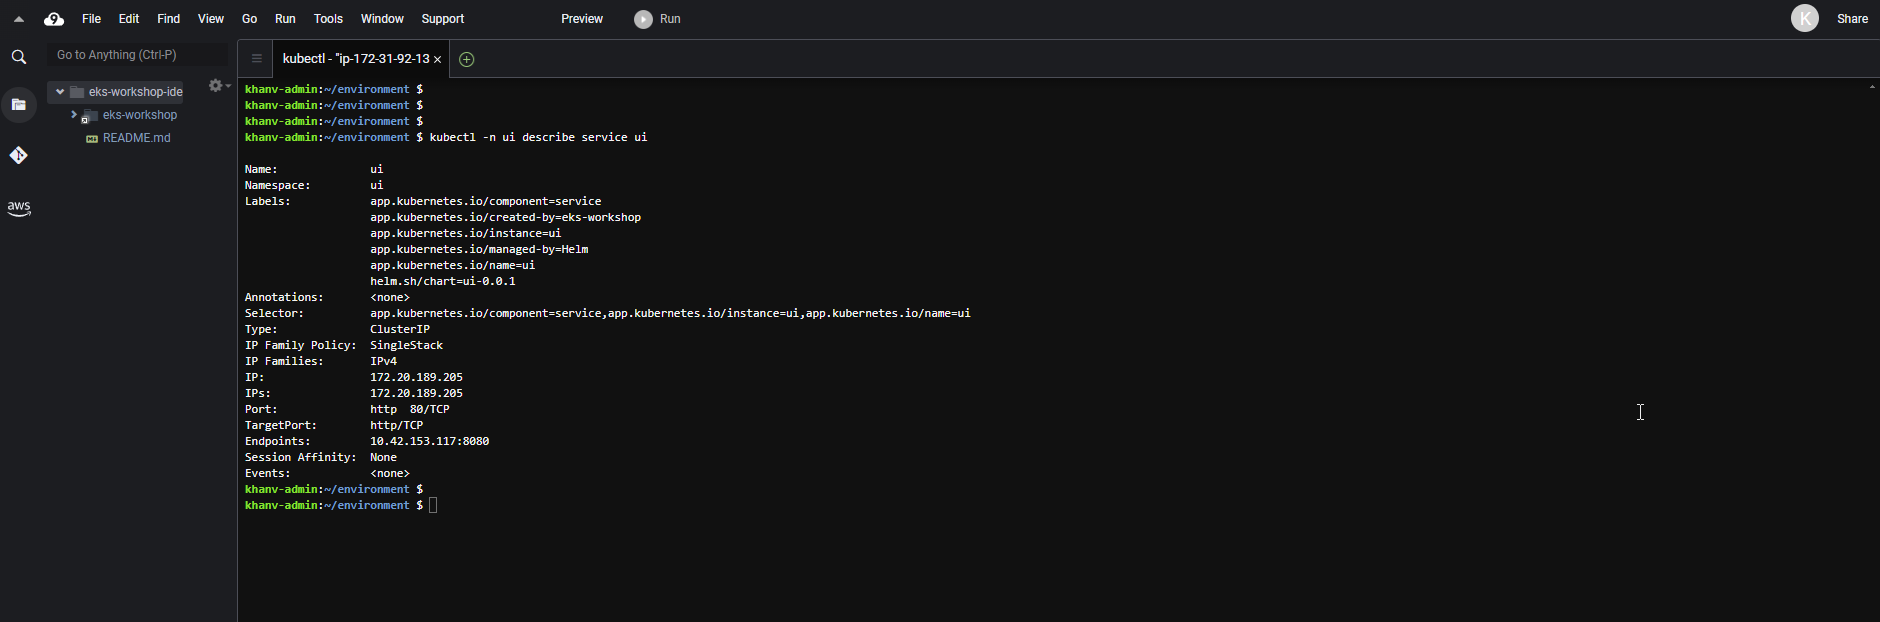 9 File Edit Find View Go Run Tools Window Support Preview Run K Share
Go to Anything (Ctrl-P)
kubectl - "ip-172-31-92-13 ×
eks-workshop-ide
eks-workshop
README.md
aws
khanv-admin:~/environment $
khanv-admin:~/environment $
khanv-admin:~/environment $
khanv-admin:~/environment $ kubectl -n ui describe service ui
Name: ui
Namespace: ui
Labels: app.kubernetes.io/component=service
app.kubernetes.io/created-by=eks-workshop
app.kubernetes.io/instance=ui
app.kubernetes.io/managed-by=Helm
app.kubernetes.io/name=ui
helm.sh/chart=ui-0.0.1
Annotations: <none>
Selector: app.kubernetes.io/component=service,app.kubernetes.io/instance=ui,app.kubernetes.io/name=ui
Type: ClusterIP
IP Family Policy: SingleStack
IP Families: IPv4
IP: 172.20.189.205
IPs: 172.20.189.205
Port: http 80/TCP
TargetPort: http/TCP
Endpoints: 10.42.153.117:8080
Session Affinity: None
Events: <none>
khanv-admin:~/environment $
khanv-admin:~/environment $